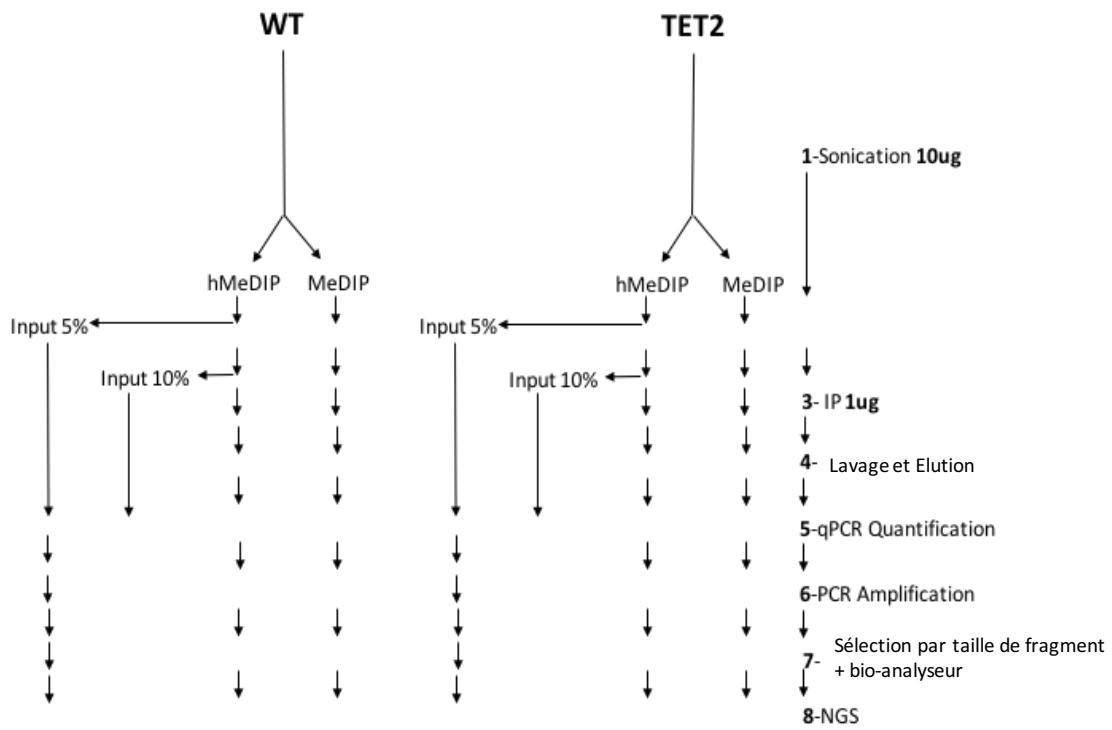 WT
TET2
1-Sonication 10ug
hMeDIP
MeDIP
hMeDIP
MeDIP
Input 5%
Input 5%
Input 10%
Input 10%
3- IP 1ug
4- Lavage et Elution
5-qPCR Quantification
6-PCR Amplification
7- Sélection par taille de fragment
+ bio-analyseur
8-NGS